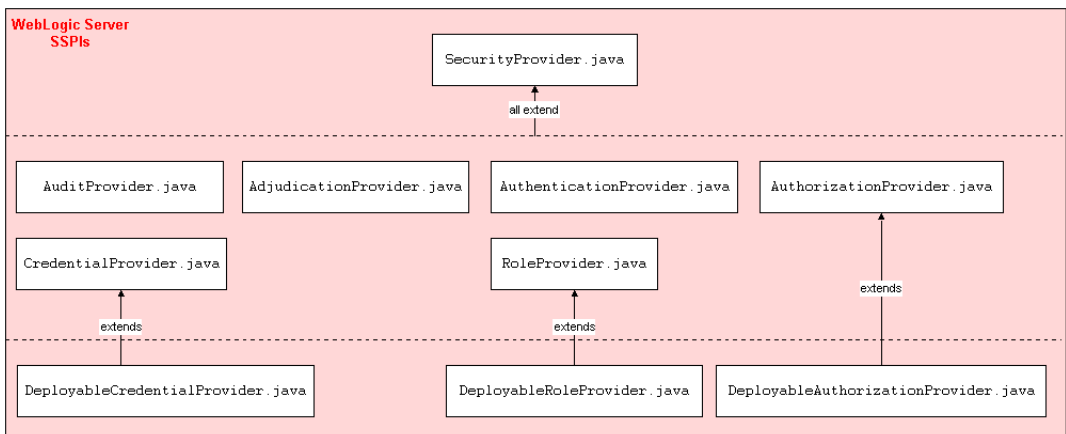 WebLogic Server
SSPIs
SecurityProvider.java
all extend
AuditProvider.java
AdjudicationProvider.java
AuthenticationProvider.java
AuthorizationProvider.java
CredentialProvider.java
RoleProvider.java
extends
extends
extends
DeployableCredentialProvider.java
DeployableRoleProvider.java
DeployableAuthorizationProvider.java